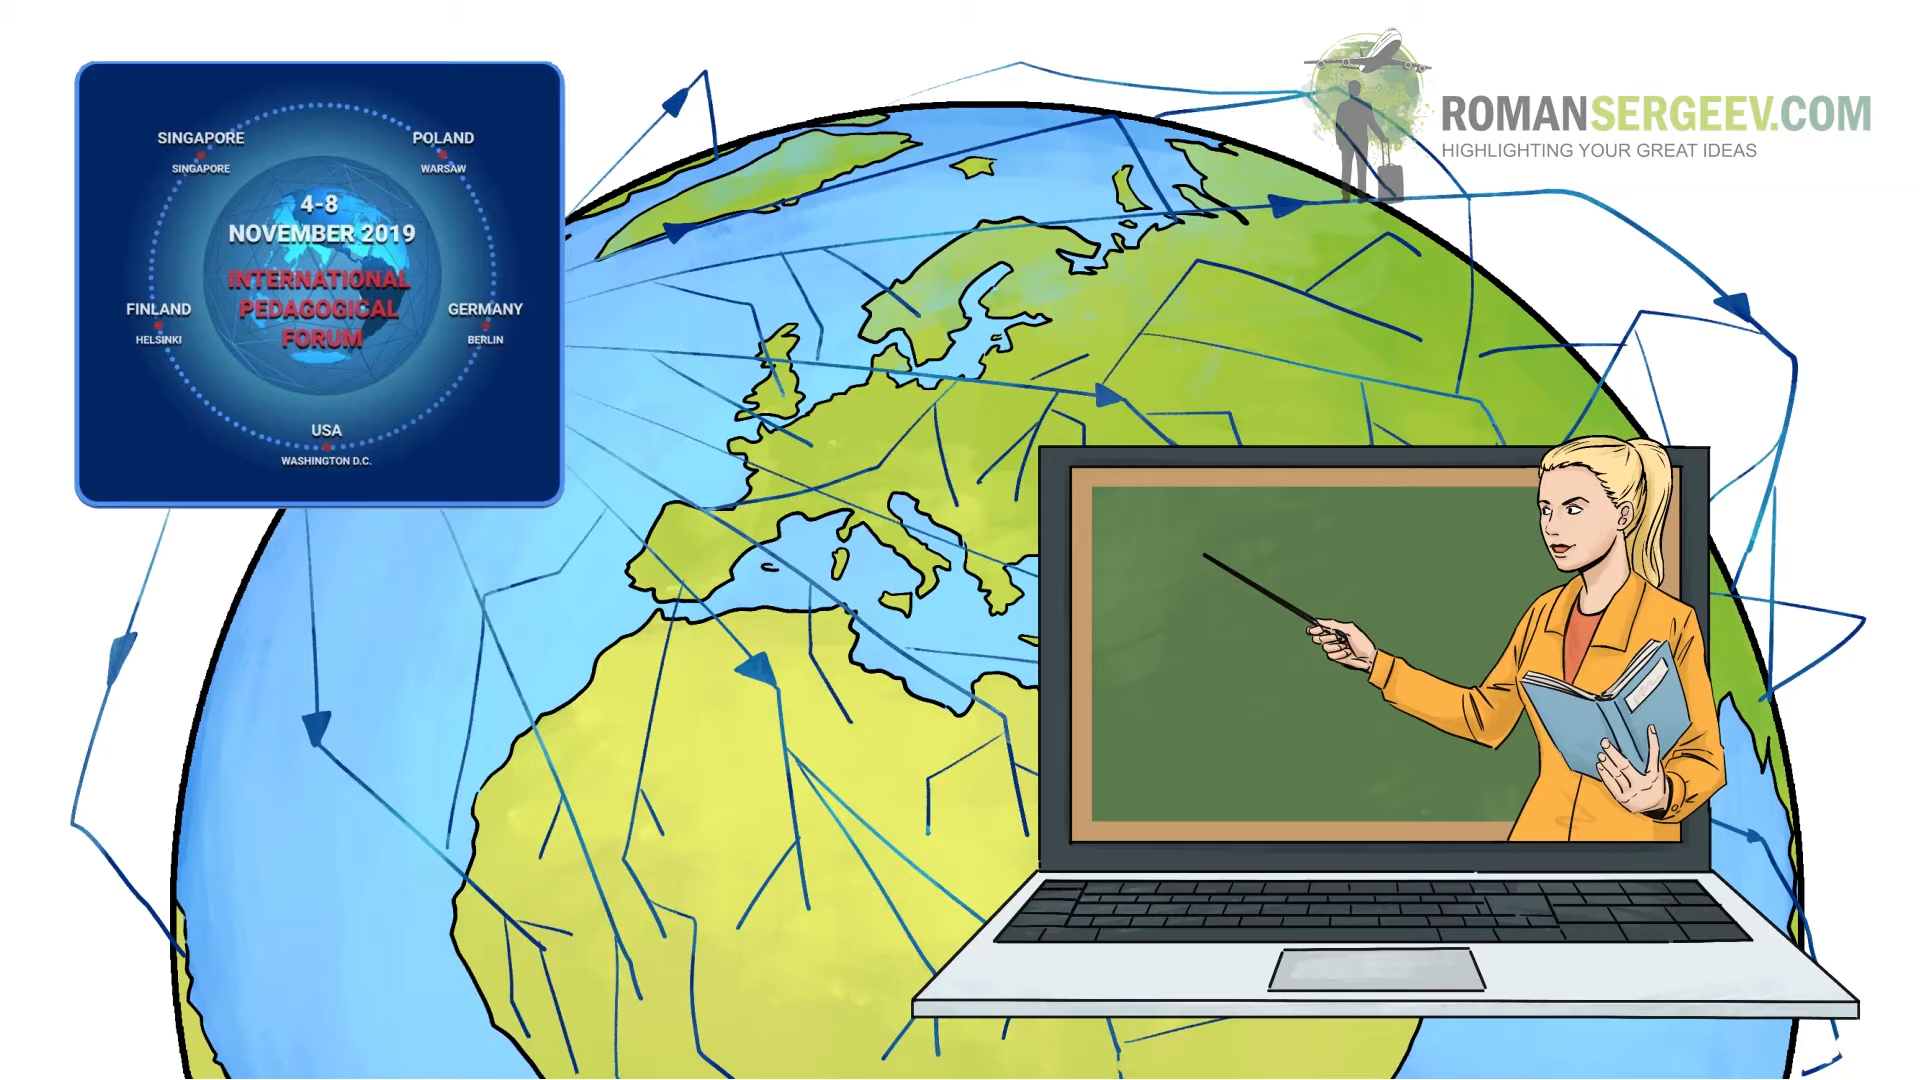 SINGAPORE
SINGAPORE
POLAND
WARSAW
4-8
NOVEMBER 2019
INTERNATIONAL
PEDAGOGICAL
FORUM
FINLAND
HELSINKI
GERMANY
BERLIN
USA
WASHINGTON D.C.
ROMANSERGEEV.COM
HIGHLIGHTING YOUR GREAT IDEAS